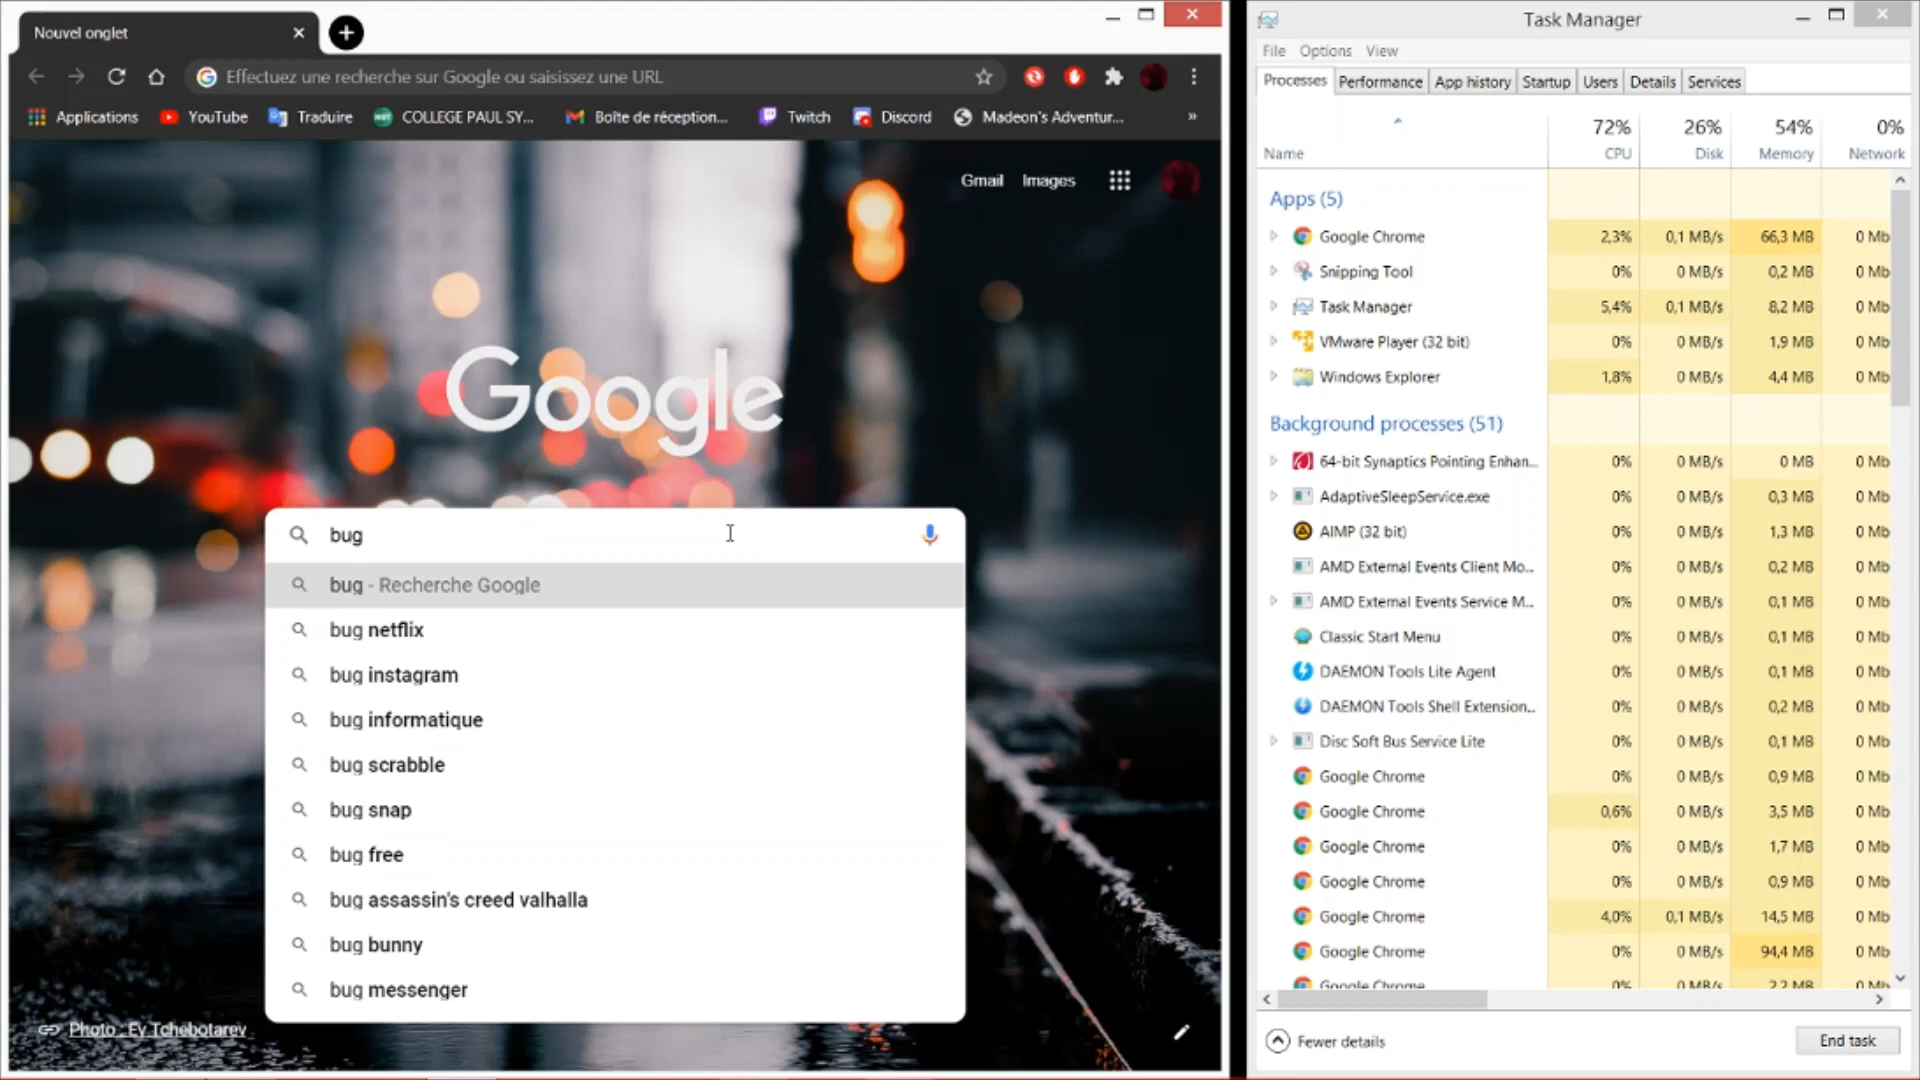 Nouvel onglet
Effectuez une recherche sur Google ou saisissez une URL
Applications YouTube Traduire COLLEGE PAUL SY... Boîte de réception... Twitch Discord Madeon's Adventur... »
Gmail Images
Google
bug
bug - Recherche Google
bug netflix
bug instagram
bug informatique
bug scrabble
bug snap
bug free
bug assassin's creed valhalla
bug bunny
bug messenger
Photo : Ev Tchebotarev
Task Manager
File Options View
Processes Performance App history Startup Users Details Services
72% 26% 54% 0%
Name CPU Disk Memory Network
Apps (5)
Google Chrome 2,3% 0,1 MB/s 66,3 MB 0 Mb
Snipping Tool 0% 0 MB/s 0,2 MB 0 Mb
Task Manager 5,4% 0,1 MB/s 8,2 MB 0 Mb
VMware Player (32 bit) 0% 0 MB/s 1,9 MB 0 Mb
Windows Explorer 1,8% 0 MB/s 4,4 MB 0 Mb
Background processes (51)
64-bit Synaptics Pointing Enhan... 0% 0 MB/s 0 MB 0 Mb
AdaptiveSleepService.exe 0% 0 MB/s 0,3 MB 0 Mb
AIMP (32 bit) 0% 0 MB/s 1,3 MB 0 Mb
AMD External Events Client Mo... 0% 0 MB/s 0,2 MB 0 Mb
AMD External Events Service M... 0% 0 MB/s 0,1 MB 0 Mb
Classic Start Menu 0% 0 MB/s 0,1 MB 0 Mb
DAEMON Tools Lite Agent 0% 0 MB/s 0,1 MB 0 Mb
DAEMON Tools Shell Extension... 0% 0 MB/s 0,2 MB 0 Mb
Disc Soft Bus Service Lite 0% 0 MB/s 0,1 MB 0 Mb
Google Chrome 0% 0 MB/s 0,9 MB 0 Mb
Google Chrome 0,6% 0 MB/s 3,5 MB 0 Mb
Google Chrome 0% 0 MB/s 1,7 MB 0 Mb
Google Chrome 0% 0 MB/s 0,9 MB 0 Mb
Google Chrome 4,0% 0,1 MB/s 14,5 MB 0 Mb
Google Chrome 0% 0 MB/s 94,4 MB 0 Mb
Google Chrome 0% 0 MB/s 2,2 MB 0 Mb
Fewer details End task